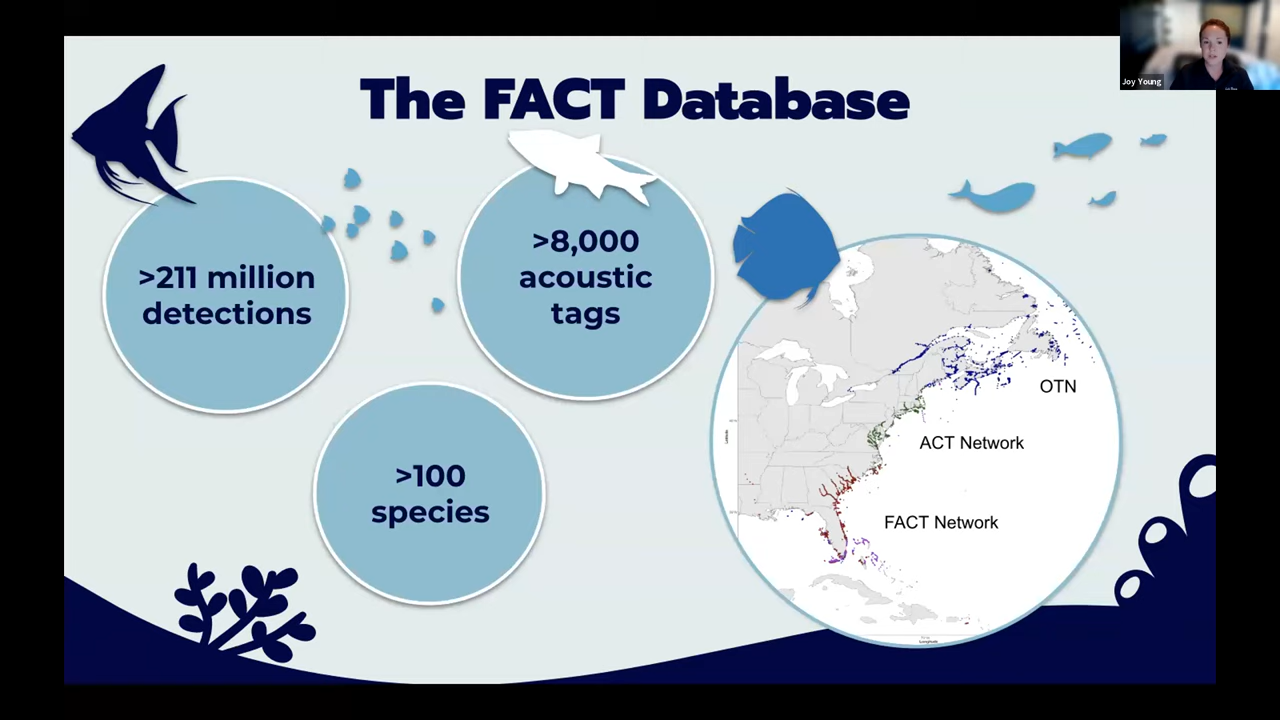 The FACT Database
Joy Young
>211 million
detections
>8,000
acoustic
tags
>100
species
OTN
ACT Network
FACT Network
Longitude